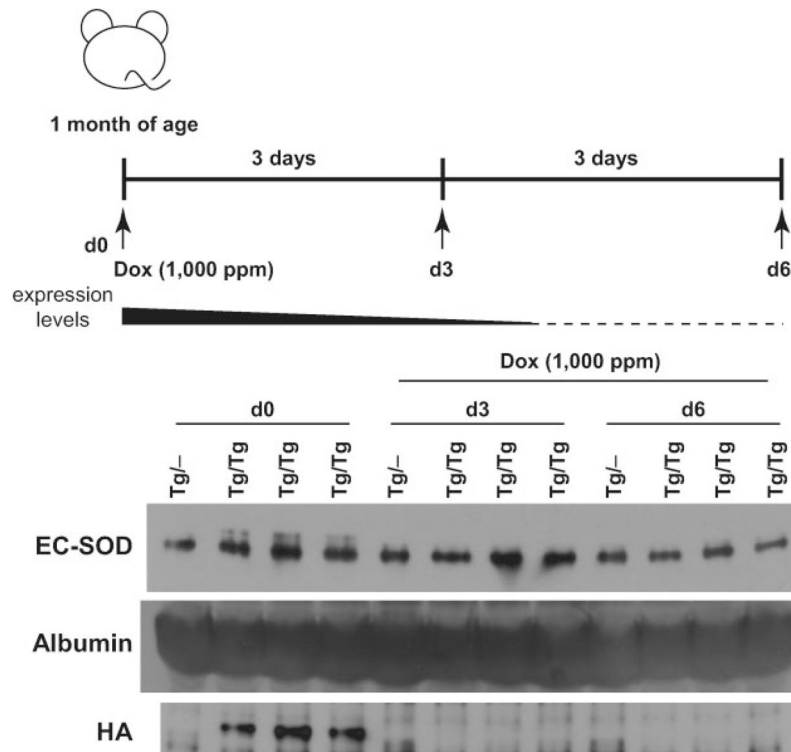 1 month of age
3 days 3 days
d0 d3 d6
Dox (1,000 ppm)
expression
levels
Dox (1,000 ppm)
d0 d3 d6
Tg/– Tg/Tg Tg/Tg Tg/Tg Tg/– Tg/Tg Tg/Tg Tg/Tg Tg/– Tg/Tg Tg/Tg Tg/Tg
EC-SOD
Albumin
HA